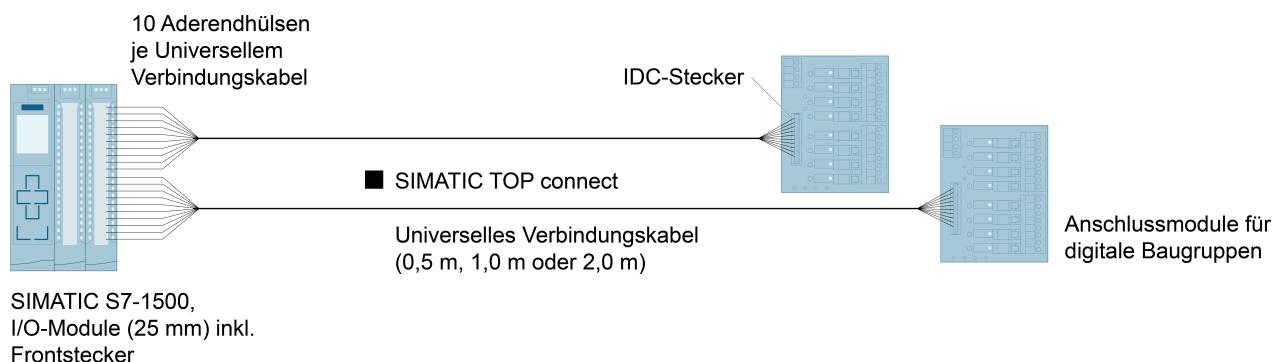 10 Aderendhülsen
je Universellem
Verbindungskabel
IDC-Stecker
SIMATIC TOP connect
Universelles Verbindungskabel
(0,5 m, 1,0 m oder 2,0 m)
Anschlussmodule für
digitale Baugruppen
SIMATIC S7-1500,
I/O-Module (25 mm) inkl.
Frontstecker